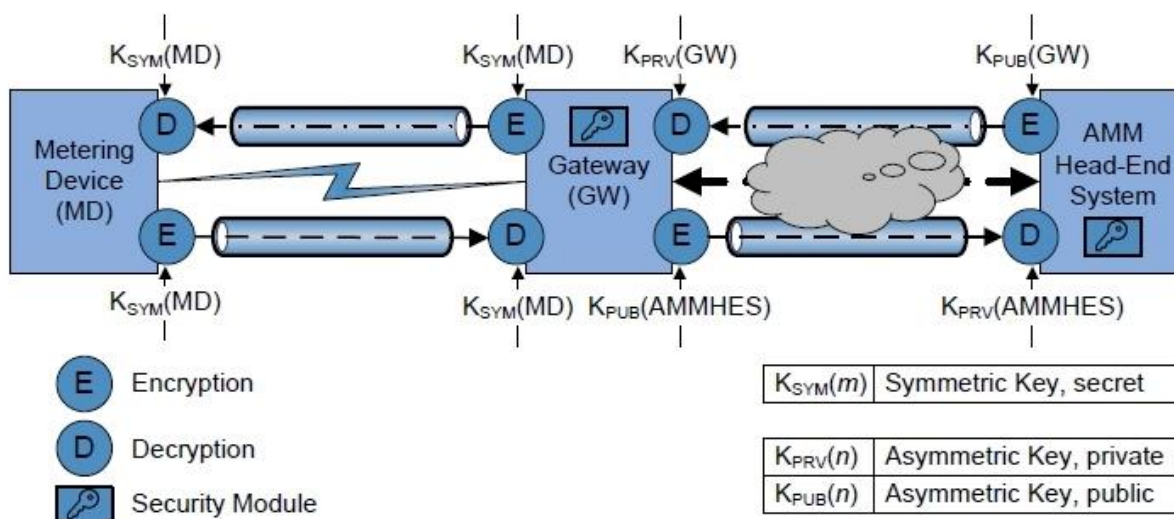 KSYM(MD) KSYM(MD) KPRV(GW) KPUB(GW)
D E D E
Metering
Device
(MD)
Gateway
(GW)
AMM
Head-End
System
E D E D
KSYM(MD) KSYM(MD) KPUB(AMMHES) KPRV(AMMHES)
E Encryption
D Decryption
Security Module
KSYM(m) Symmetric Key, secret
KPRV(n) Asymmetric Key, private
KPUB(n) Asymmetric Key, public